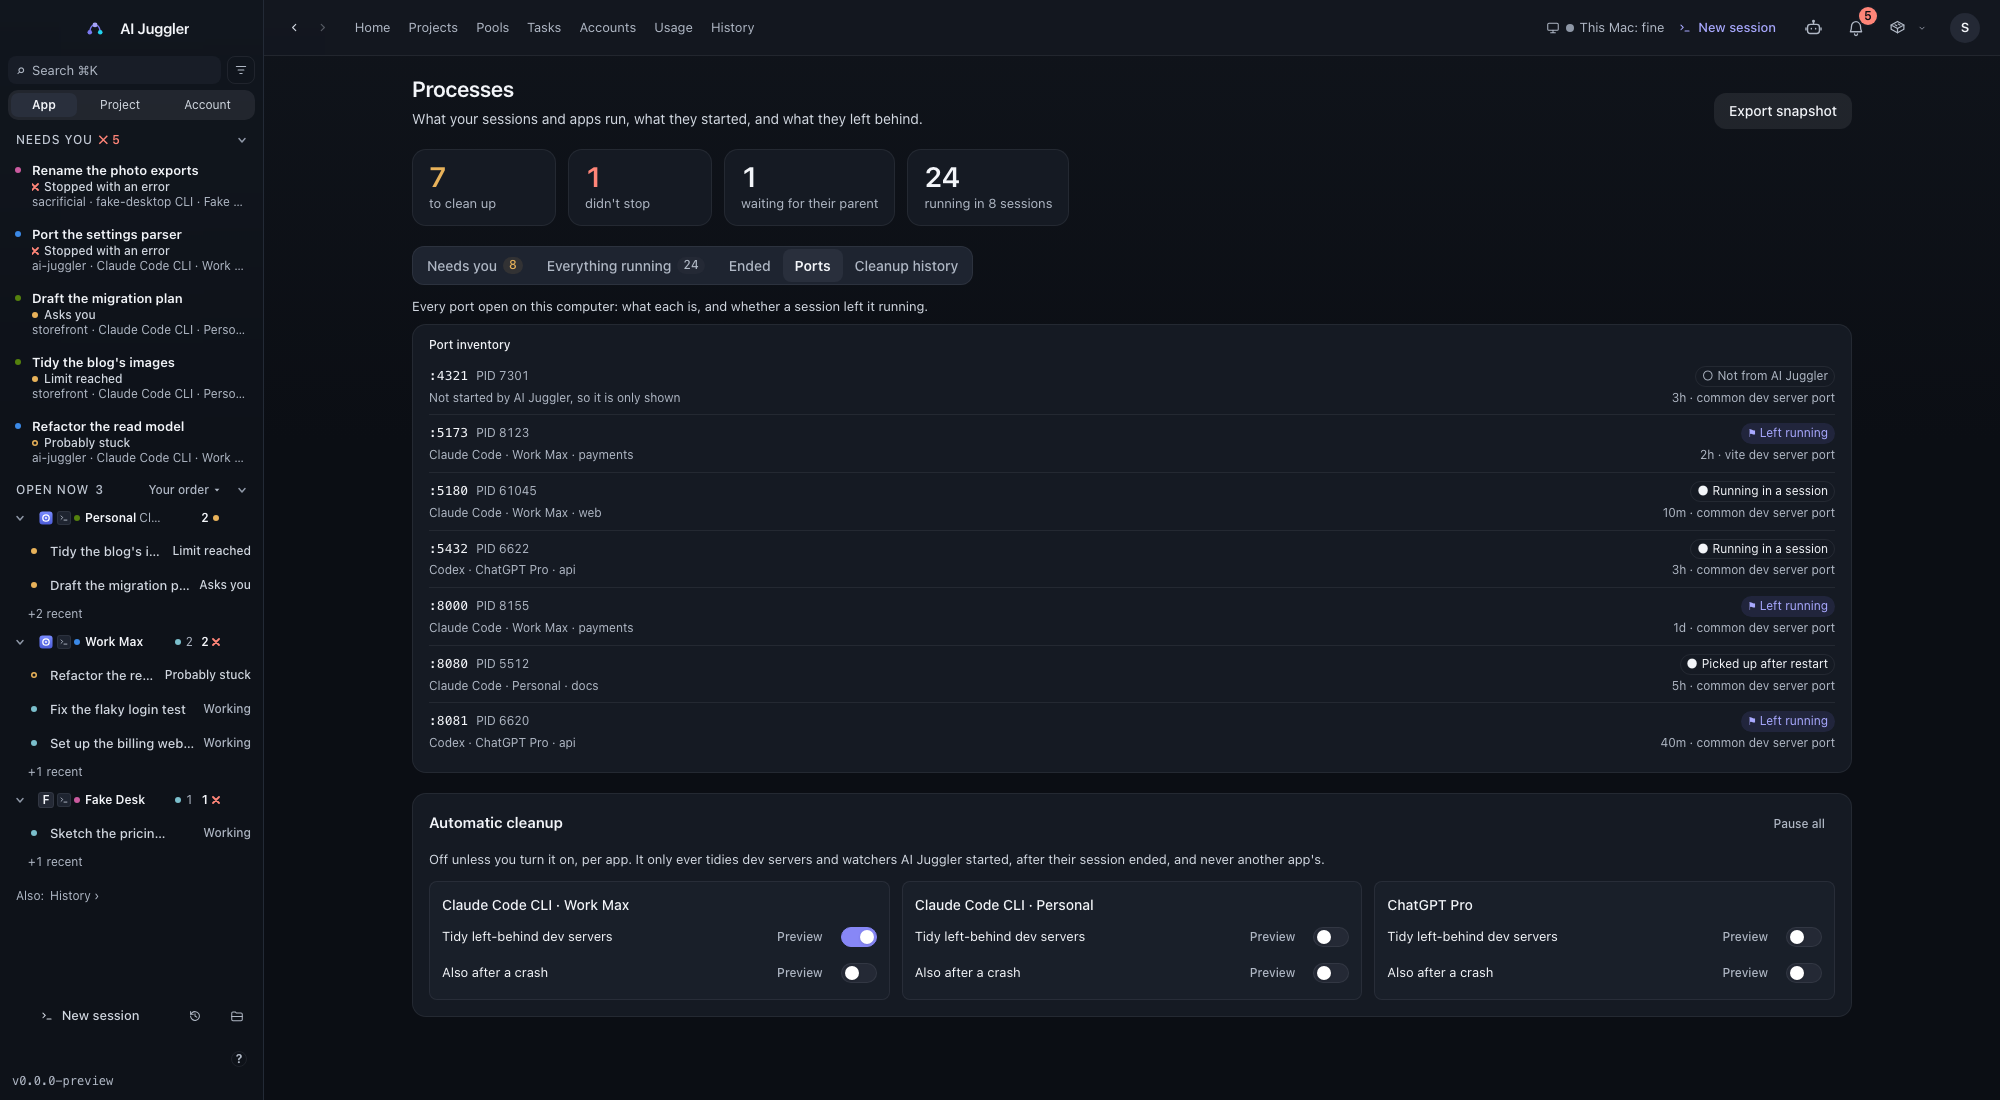 AI Juggler
Search ⌘K
App Project Account
NEEDS YOU 5
Rename the photo exports
Stopped with an error
sacrificial · fake-desktop CLI · Fake ...
Port the settings parser
Stopped with an error
ai-juggler · Claude Code CLI · Work ...
Draft the migration plan
Asks you
storefront · Claude Code CLI · Perso...
Tidy the blog's images
Limit reached
storefront · Claude Code CLI · Perso...
Refactor the read model
Probably stuck
ai-juggler · Claude Code CLI · Work ...
OPEN NOW 3 Your order
Personal Cl... 2
Tidy the blog's i... Limit reached
Draft the migration p... Asks you
+2 recent
Work Max 2 2
Refactor the re... Probably stuck
Fix the flaky login test Working
Set up the billing web... Working
+1 recent
F Fake Desk 1 1
Sketch the pricin... Working
+1 recent
Also: History ›
New session
?
v0.0.0-preview
Home Projects Pools Tasks Accounts Usage History
This Mac: fine New session 5 S
Processes
What your sessions and apps run, what they started, and what they left behind.
Export snapshot
7
to clean up
1
didn't stop
1
waiting for their parent
24
running in 8 sessions
Needs you 8 Everything running 24 Ended Ports Cleanup history
Every port open on this computer: what each is, and whether a session left it running.
Port inventory
:4321 PID 7301 Not from AI Juggler
Not started by AI Juggler, so it is only shown 3h · common dev server port
:5173 PID 8123 Left running
Claude Code · Work Max · payments 2h · vite dev server port
:5180 PID 61045 Running in a session
Claude Code · Work Max · web 10m · common dev server port
:5432 PID 6622 Running in a session
Codex · ChatGPT Pro · api 3h · common dev server port
:8000 PID 8155 Left running
Claude Code · Work Max · payments 1d · common dev server port
:8080 PID 5512 Picked up after restart
Claude Code · Personal · docs 5h · common dev server port
:8081 PID 6620 Left running
Codex · ChatGPT Pro · api 40m · common dev server port
Automatic cleanup Pause all
Off unless you turn it on, per app. It only ever tidies dev servers and watchers AI Juggler started, after their session ended, and never another app's.
Claude Code CLI · Work Max
Tidy left-behind dev servers Preview
Also after a crash Preview
Claude Code CLI · Personal
Tidy left-behind dev servers Preview
Also after a crash Preview
ChatGPT Pro
Tidy left-behind dev servers Preview
Also after a crash Preview